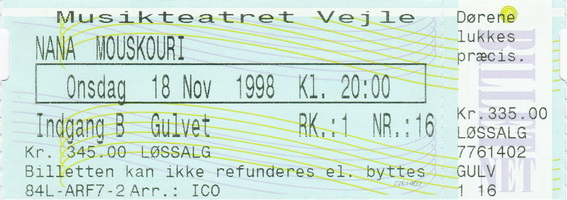 Musikteatret Vejle
NANA MOUSKOURI
Onsdag 18 Nov 1998 Kl. 20:00
Indgang B Gulvet RK.:1 NR.:16
Kr. 345.00 LØSSALG
Billetten kan ikke refunderes el. byttes
84L-ARF7-2 Arr.: ICO
Dørene
lukkes
præcis.
Kr.335.00
LØSSALG
7761402
GULV
1 16
BILLET